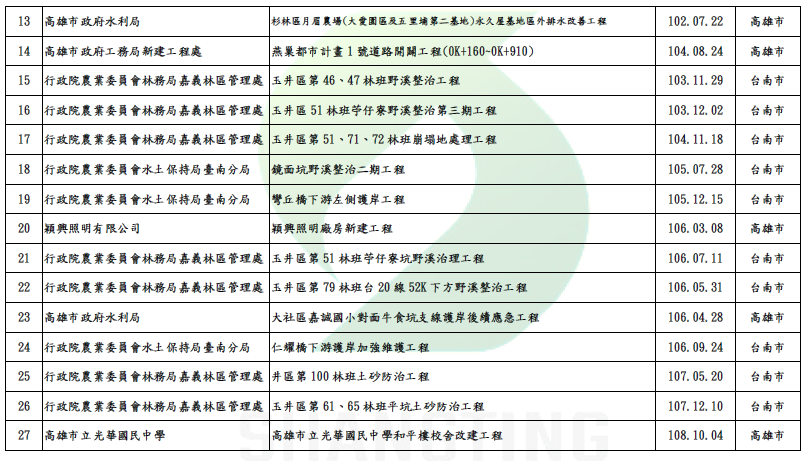 13 高雄市政府水利局 杉林區月眉農場(大愛園區及五里埔第二基地)永久屋基地區外排水改善工程 102.07.22 高雄市
14 高雄市政府工務局新建工程處 燕巢都市計畫1號道路開闢工程(0K+160~0K+910) 104.08.24 高雄市
15 行政院農業委員會林務局嘉義林區管理處 玉井區第46、47林班野溪整治工程 103.11.29 台南市
16 行政院農業委員會林務局嘉義林區管理處 玉井區51林班苧仔寮野溪整治第三期工程 103.12.02 台南市
17 行政院農業委員會林務局嘉義林區管理處 玉井區第51、71、72林班崩塌地處理工程 104.11.18 台南市
18 行政院農業委員會水土保持局臺南分局 鏡面坑野溪整治二期工程 105.07.28 台南市
19 行政院農業委員會水土保持局臺南分局 彎丘橋下游左側護岸工程 105.12.15 台南市
20 穎興照明有限公司 穎興照明廠房新建工程 106.03.08 高雄市
21 行政院農業委員會林務局嘉義林區管理處 玉井區第51林班苧仔寮坑野溪治理工程 106.07.11 台南市
22 行政院農業委員會林務局嘉義林區管理處 玉井區第79林班台20線52K下方野溪整治工程 106.05.31 台南市
23 高雄市政府水利局 大社區嘉誠國小對面牛食坑支線護岸後續應急工程 106.04.28 高雄市
24 行政院農業委員會水土保持局臺南分局 仁耀橋下游護岸加強維護工程 106.09.24 台南市
25 行政院農業委員會林務局嘉義林區管理處 井區第100林班土砂防治工程 107.05.20 台南市
26 行政院農業委員會林務局嘉義林區管理處 玉井區第61、65林班平坑土砂防治工程 107.12.10 台南市
27 高雄市立光華國民中學 高雄市立光華國民中學和平樓校舍改建工程 108.10.04 高雄市
SHANGTING